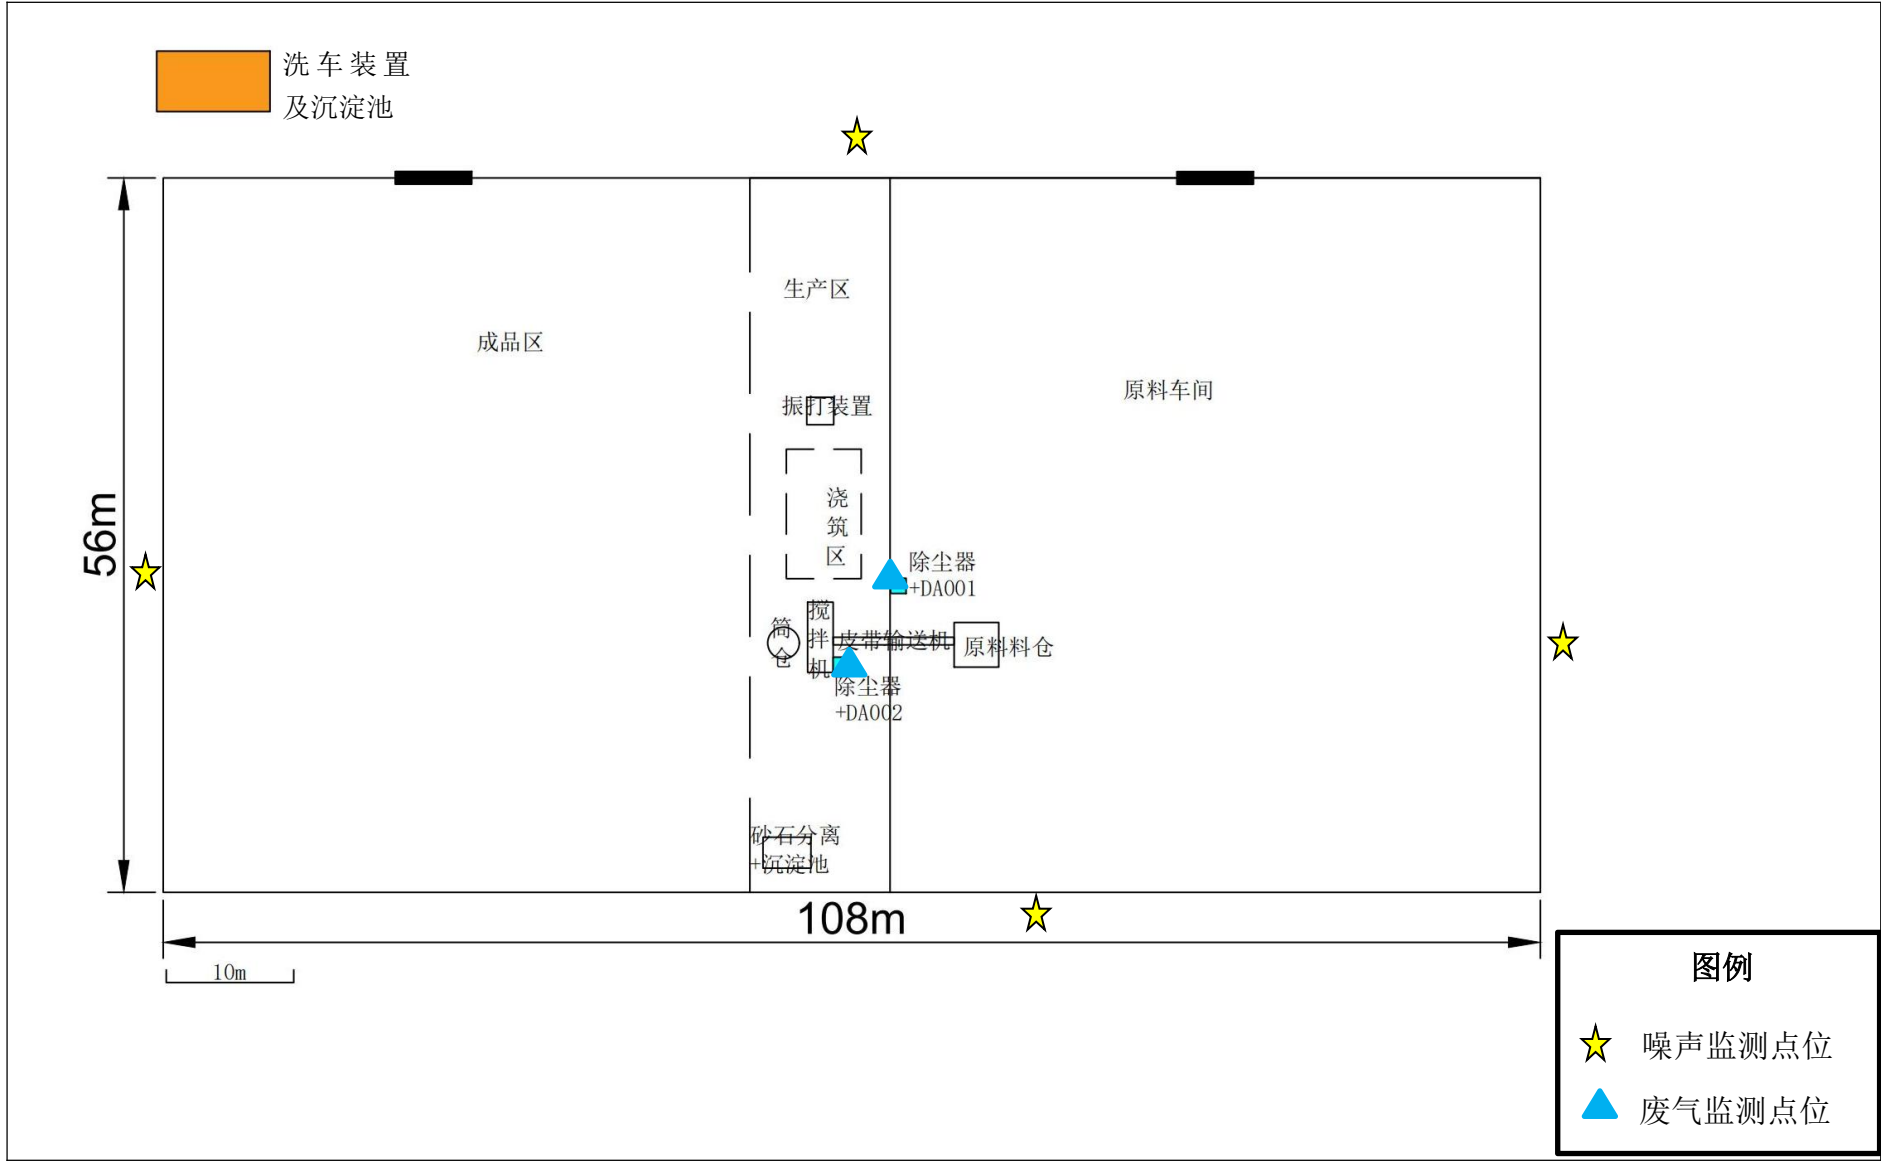 洗车装置
及沉淀池
生产区
成品区
原料车间
振打装置
浇
筑
区
56m
除尘器
+DA001
搅
拌
机
筒
仓
皮带输送机
原料料仓
除尘器
+DA002
砂石分离
+沉淀池
108m
10m
图例
噪声监测点位
废气监测点位